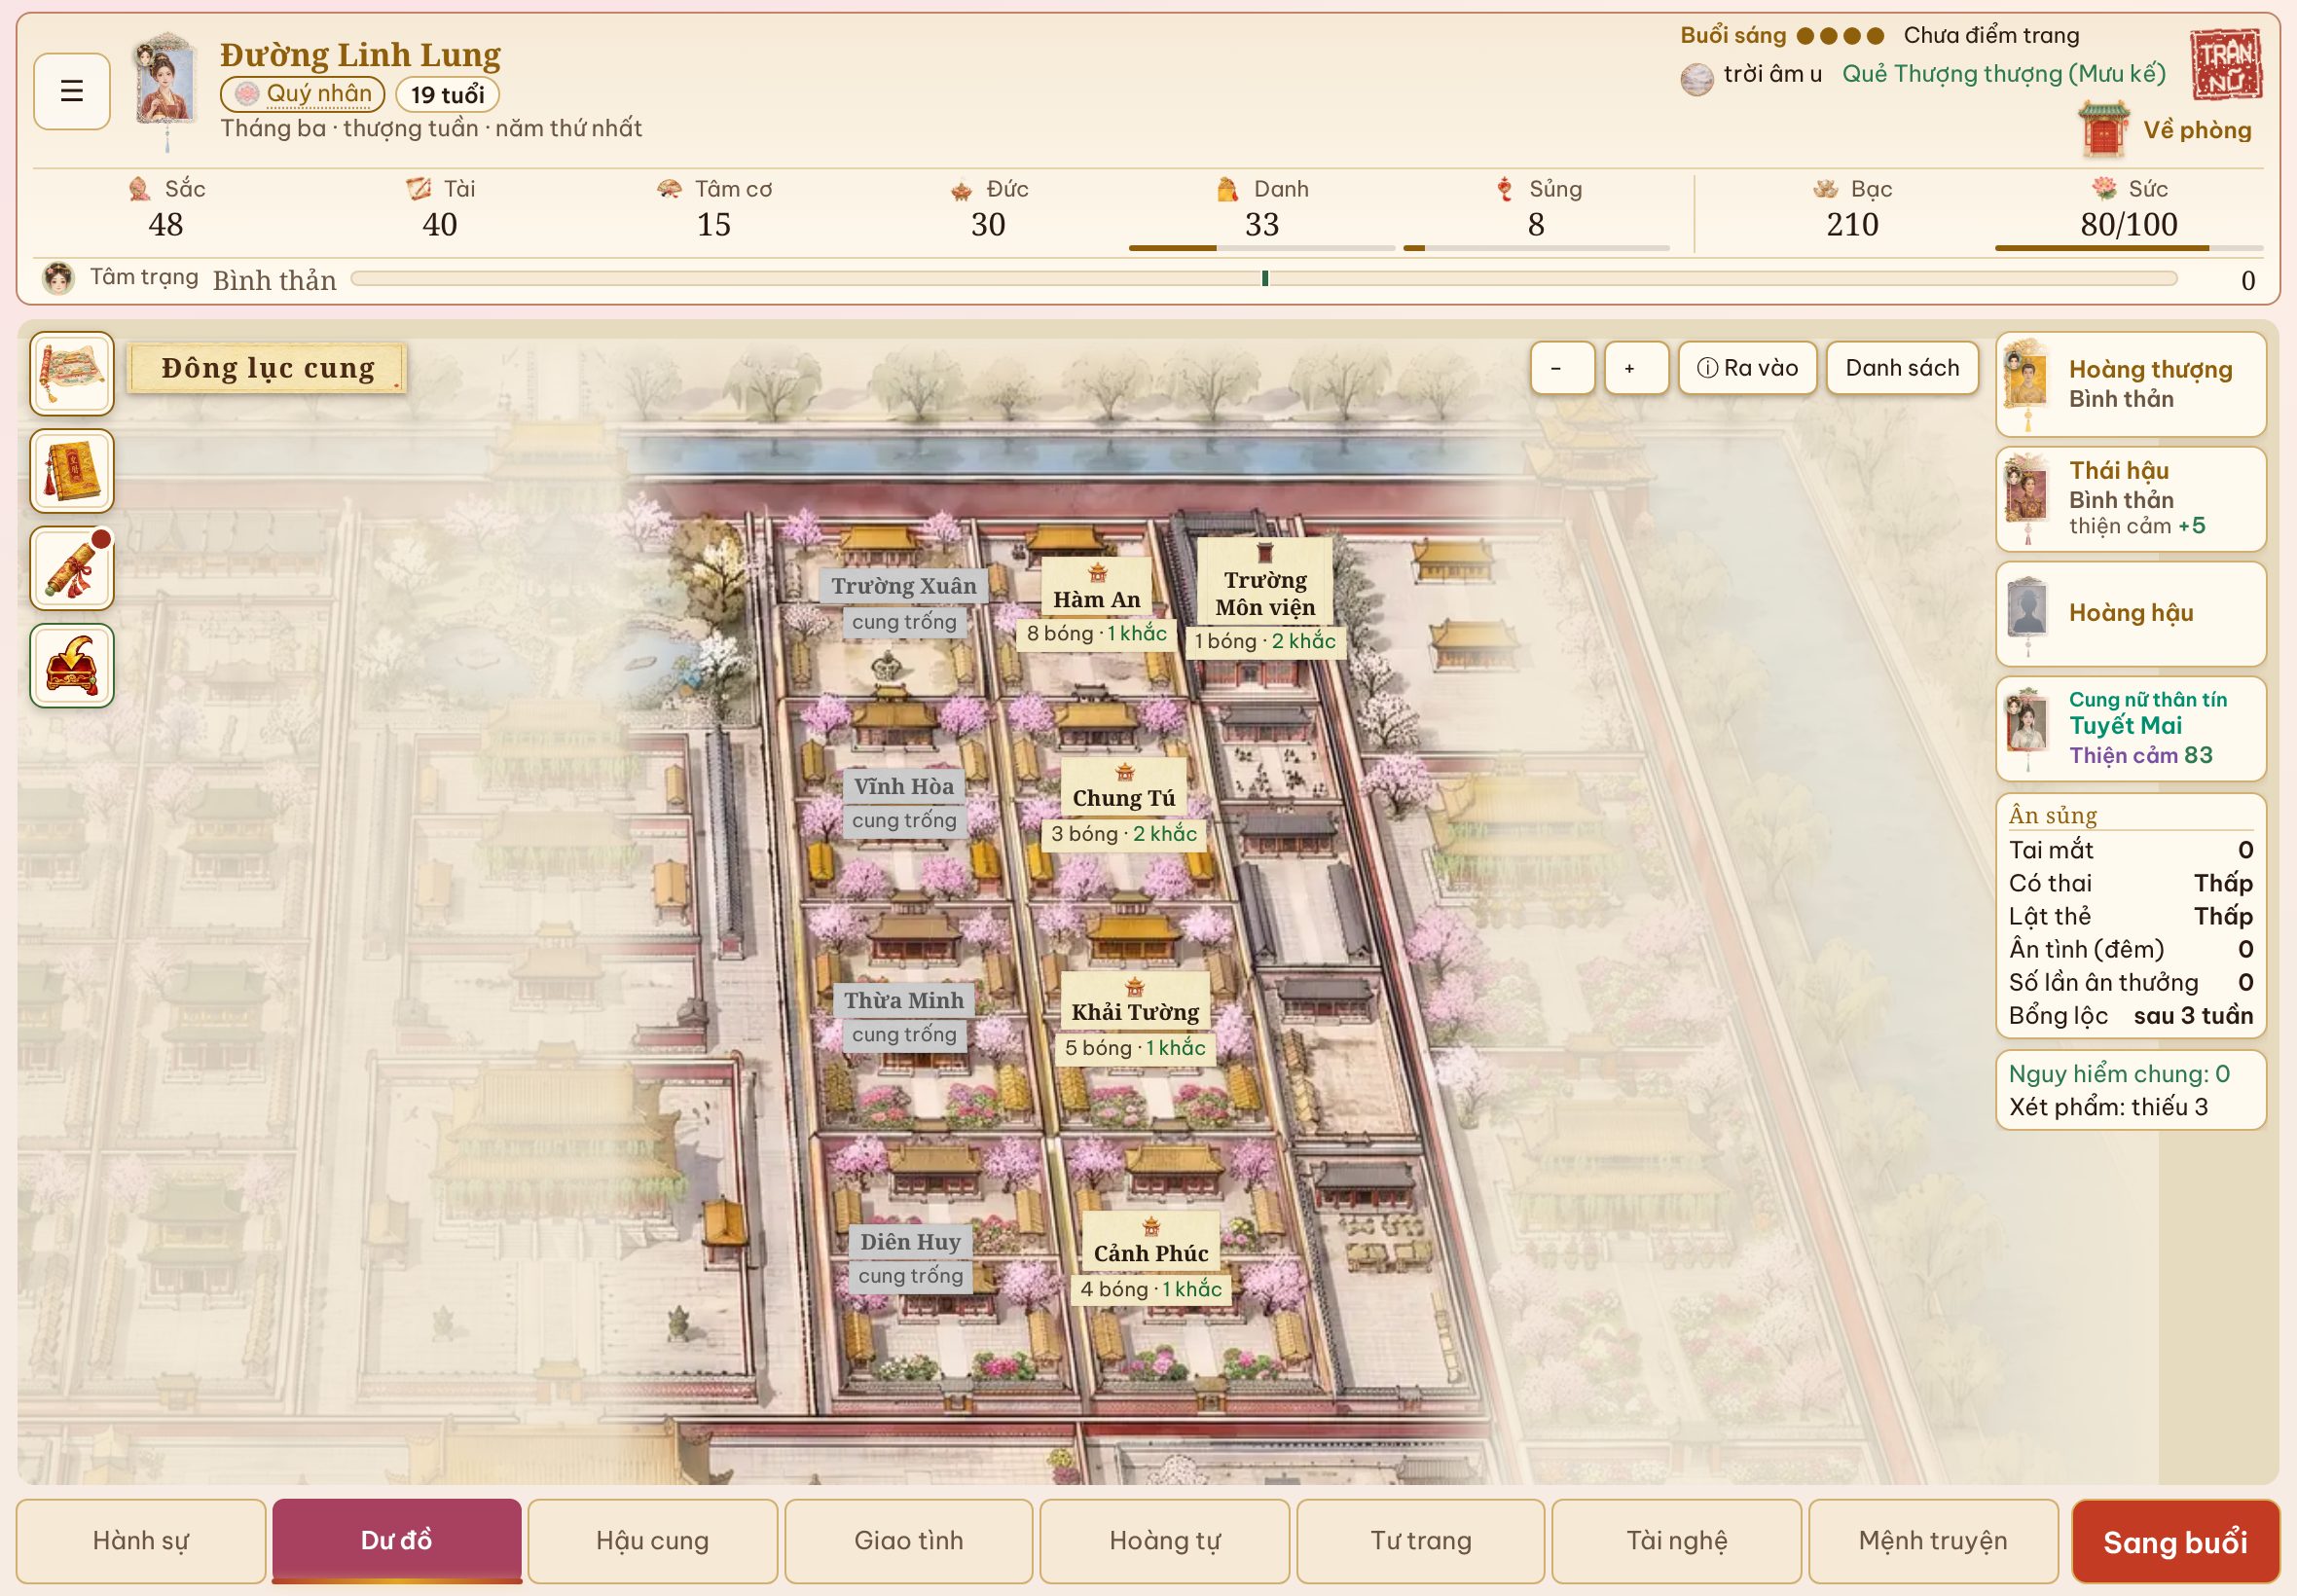 Đường Linh Lung
Quý nhân
19 tuổi
Tháng ba · thượng tuần · năm thứ nhất
Buổi sáng
Chưa điểm trang
trời âm u
Quẻ Thượng thượng (Mưu kế)
TRÂN
NỮ
Về phòng
Sắc
48
Tài
40
Tâm cơ
15
Đức
30
Danh
33
Sủng
8
Bạc
210
Sức
80/100
Tâm trạng Bình thản
0
Đông lục cung
-
+
ⓘ Ra vào
Danh sách
Trường Xuân
cung trống
Hàm An
8 bóng · 1 khắc
Trường
Môn viện
1 bóng · 2 khắc
Vĩnh Hòa
cung trống
Chung Tú
3 bóng · 2 khắc
Thừa Minh
cung trống
Khải Tường
5 bóng · 1 khắc
Diên Huy
cung trống
Cảnh Phúc
4 bóng · 1 khắc
Hoàng thượng
Bình thản
Thái hậu
Bình thản
thiện cảm +5
Hoàng hậu
Cung nữ thân tín
Tuyết Mai
Thiện cảm 83
Ân sủng
Tai mắt 0
Có thai Thấp
Lật thẻ Thấp
Ân tình (đêm) 0
Số lần ân thưởng 0
Bổng lộc sau 3 tuần
Nguy hiểm chung: 0
Xét phẩm: thiếu 3
Hành sự
Dư đồ
Hậu cung
Giao tình
Hoàng tự
Tư trang
Tài nghệ
Mệnh truyện
Sang buổi